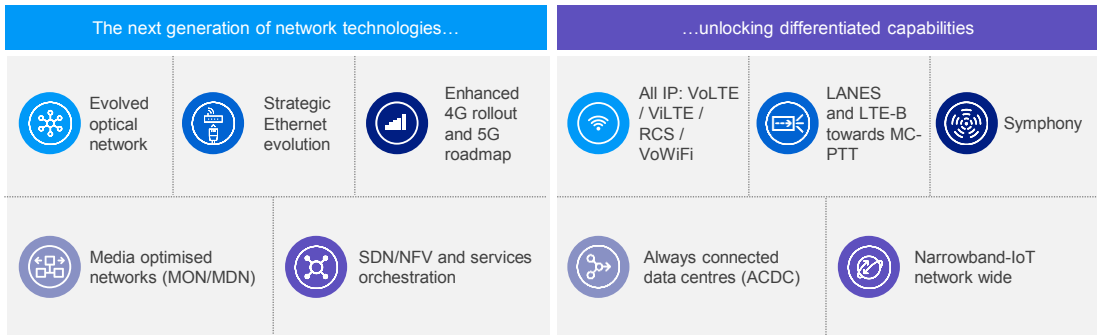 The next generation of network technologies…
…unlocking differentiated capabilities
Evolved
optical
network
Strategic
Ethernet
evolution
Enhanced
4G rollout
and 5G
roadmap
All IP: VoLTE
/ ViLTE /
RCS /
VoWiFi
LANES
and LTE-B
towards MC-
PTT
Symphony
Media optimised
networks (MON/MDN)
SDN/NFV and services
orchestration
Always connected
data centres (ACDC)
Narrowband-IoT
network wide